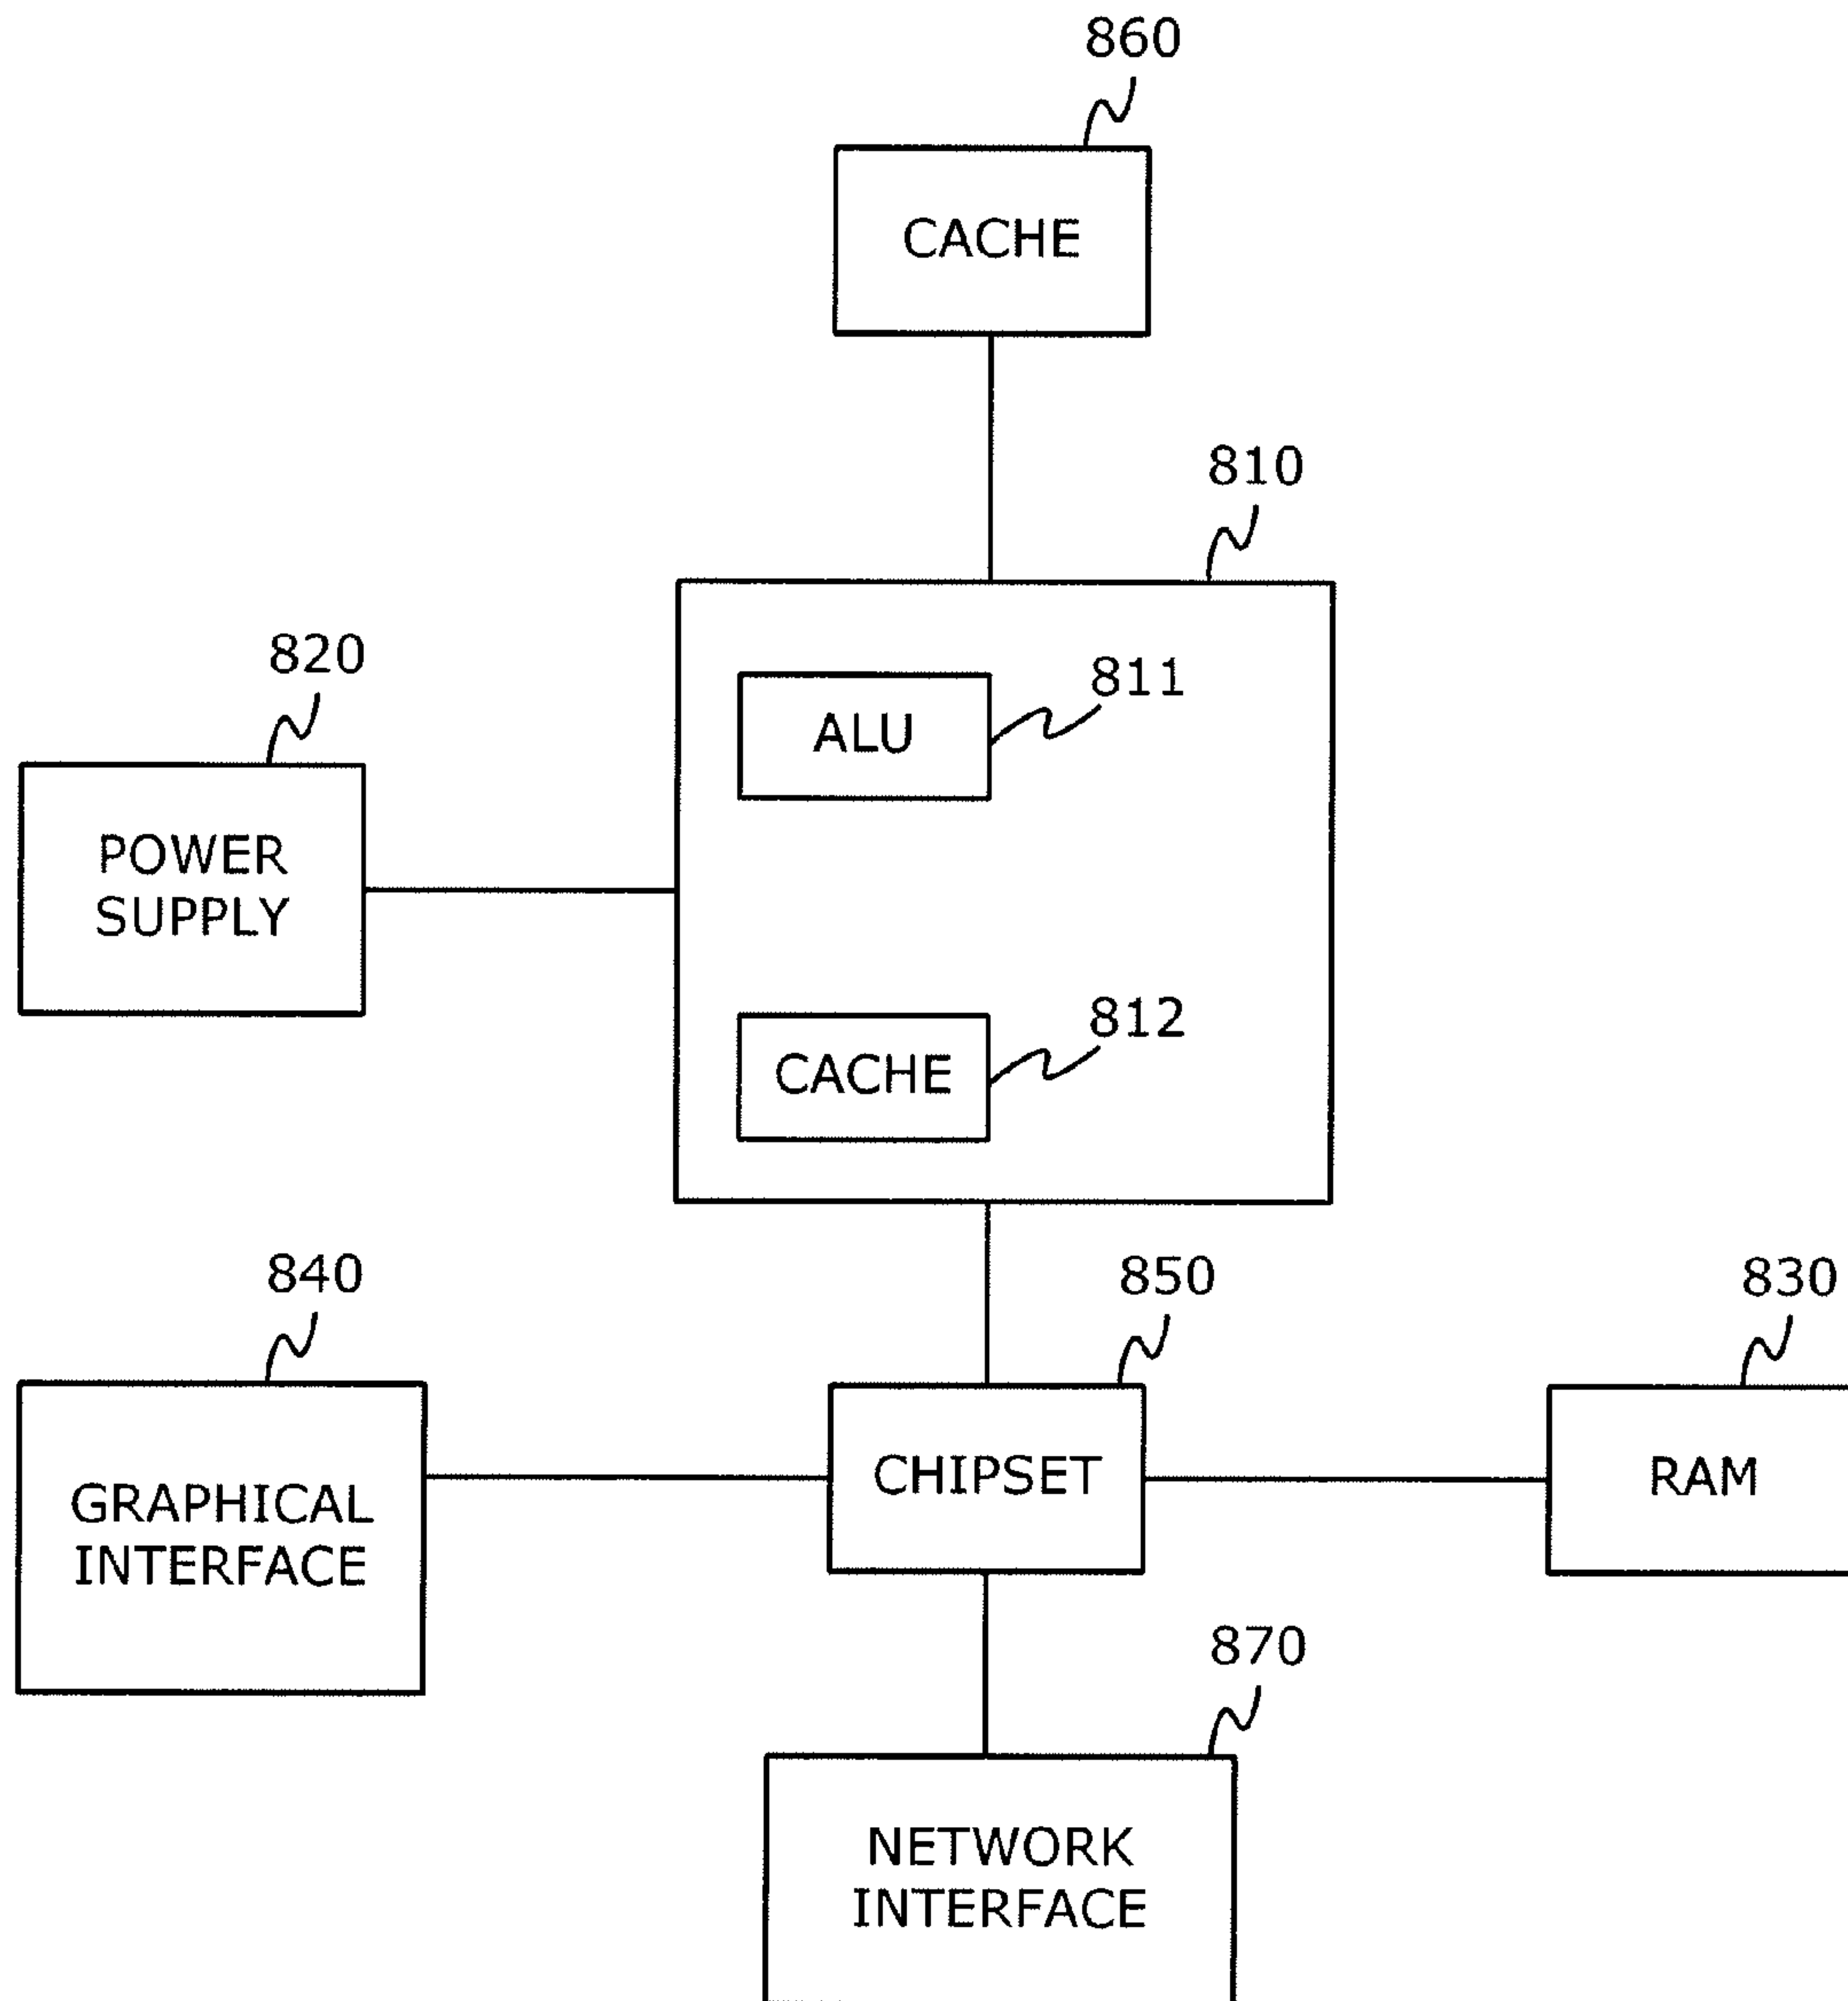 860
CACHE
810
820
ALU
811
POWER
SUPPLY
CACHE
812
840
850
830
GRAPHICAL
INTERFACE
CHIPSET
RAM
870
NETWORK
INTERFACE